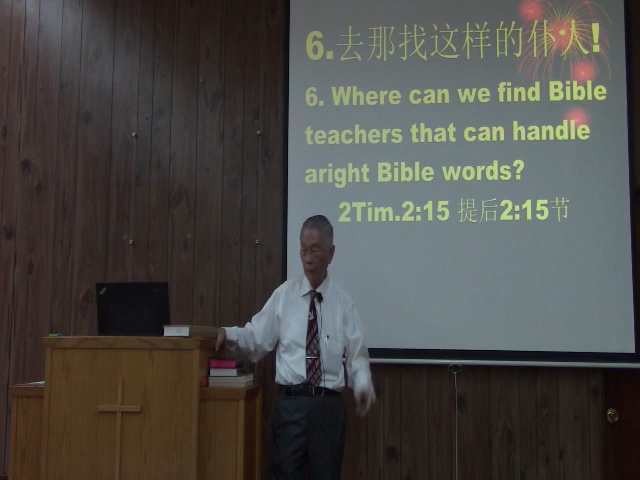 6.去那找这样的伟人!
6. Where can we find Bible
teachers that can handle
aright Bible words?
2Tim.2:15 提后2:15节